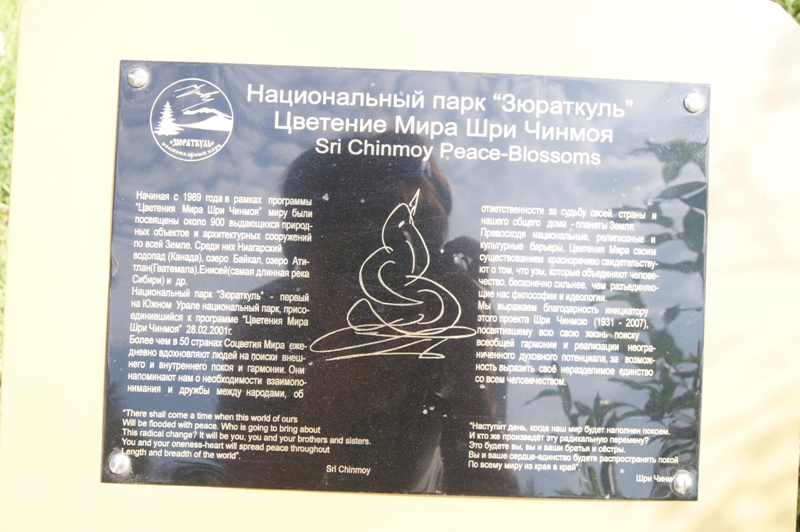 Национальный парк "Зюраткуль"
Цветение Мира Шри Чинмоя
Sri Chinmoy Peace-Blossoms
"ЗЮРАТКУЛЬ"
национальный парк
Начиная с 1989 года в рамках программы
"Цветения Мира Шри Чинмоя" миру были
посвящены около 900 выдающихся природ-
ных объектов и архитектурных сооружений
по всей Земле. Среди них Ниагарский
водопад (Канада), озеро Байкал, озеро Ати-
тлан(Гватемала),Енисей(самая длинная река
Сибири) и др.
Национальный парк "Зюраткуль" - первый
на Южном Урале национальный парк, присо-
единившийся к программе "Цветения Мира
Шри Чинмоя" 28.02.2001г.
Более чем в 50 странах Соцветия Мира еже-
дневно вдохновляют людей на поиски внеш-
него и внутреннего покоя и гармонии. Они
напоминают нам о необходимости взаимопо-
нимания и дружбы между народами, об
ответственности за судьбу своей страны и
нашего общего дома - планеты Земля.
Превосходя национальные, религиозные и
культурные барьеры, Цветения Мира своим
существованием красноречиво свидетельству-
ют о том, что узы, которые объединяют челове-
чество, бесконечно сильнее, чем разъединяю-
щие нас философии и идеологии.
Мы выражаем благодарность инициатору
этого проекта Шри Чинмою (1931 - 2007),
посвятившему всю свою жизнь поиску
всеобщей гармонии и реализации неогра-
ниченного духовного потенциала, за возмож-
ность выразить своё неразделимое единство
со всем человечеством.
"There shall come a time when this world of ours
Will be flooded with peace. Who is going to bring about
This radical change? It will be you, you and your brothers and sisters.
You and your oneness-heart will spread peace throughout
Length and breadth of the world".
Sri Chinmoy
"Наступит день, когда наш мир будет наполнен покоем.
И кто же произведёт эту радикальную перемену?
Это будете вы, вы и ваши братья и сёстры.
Вы и ваше сердце-единство будете распространять покой
По всему миру из края в край".
Шри Чинм